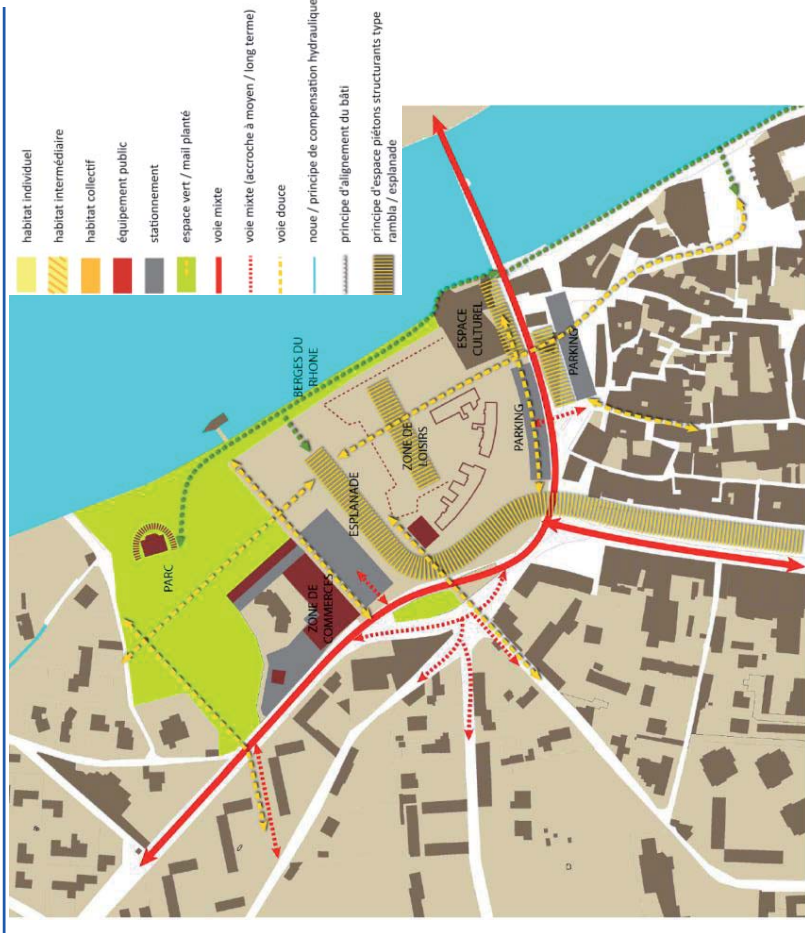 habitat individuel
habitat intermédiaire
habitat collectif
équipement public
stationnement
espace vert / mail planté
voie mixte
voie mixte (accroche à moyen / long terme)
voie douce
noue / principe de compensation hydraulique
principe d'alignement du bâti
principe d'espace piétons structurants type
rambla / esplanade
PARC
BERGES DU
RHONE
ZONE DE
COMMERCES
ESPLANADE
ZONE DE
LOISIRS
ESPACE
CULTUREL
PARKING
PARKING